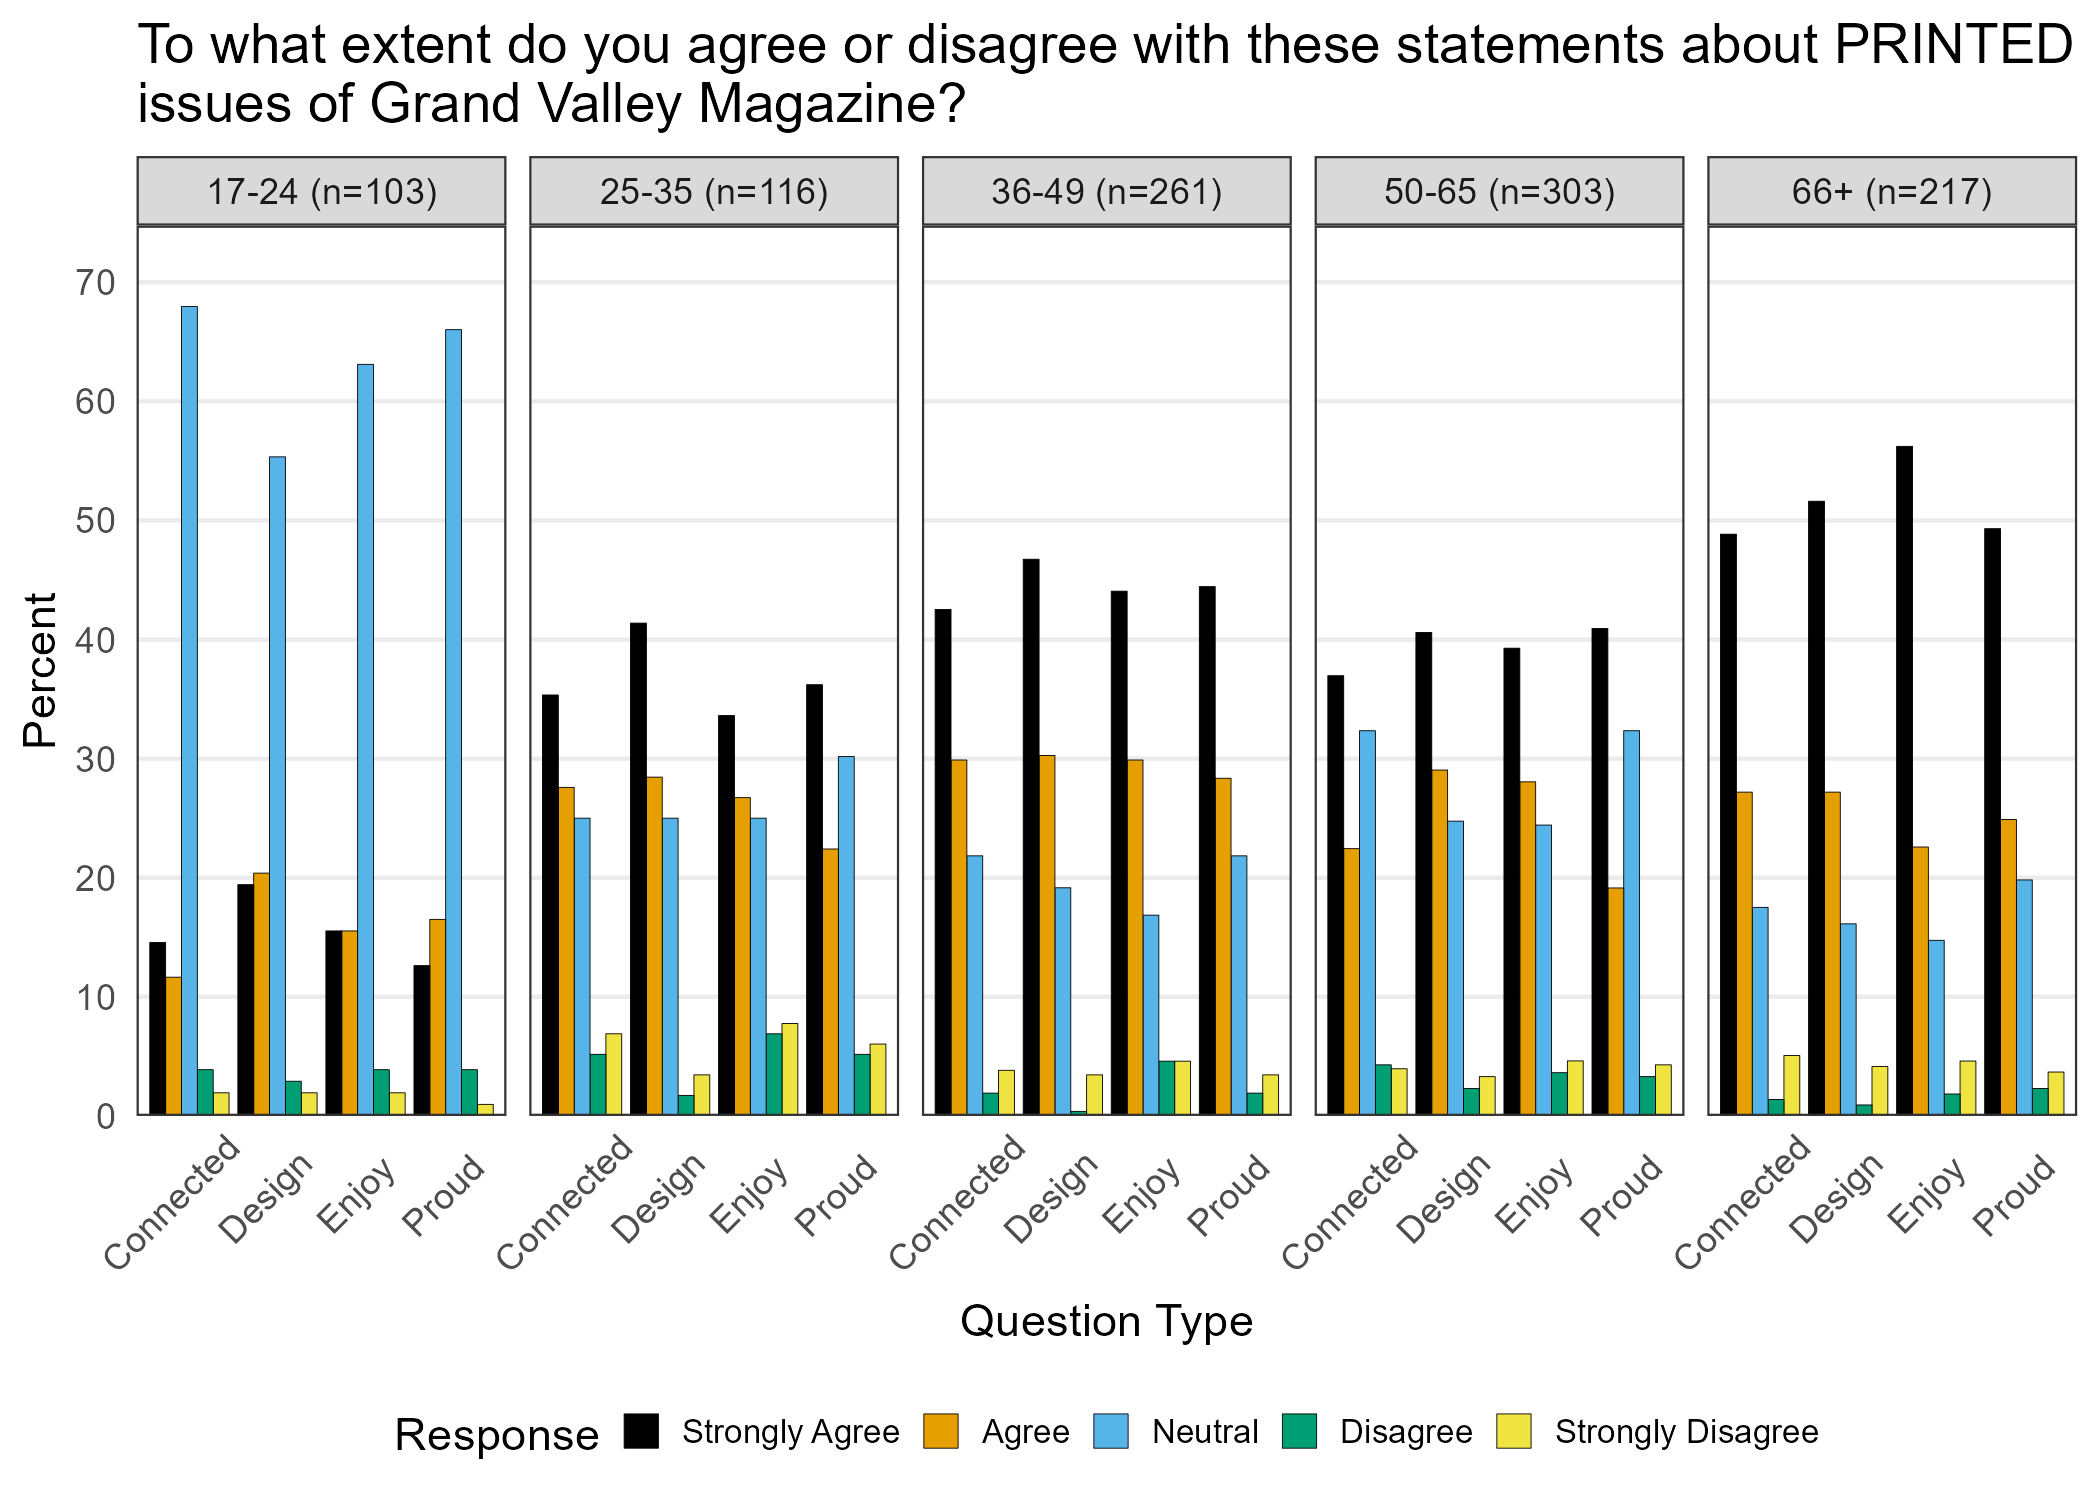 To what extent do you agree or disagree with these statements about PRINTED
issues of Grand Valley Magazine?
17-24 (n=103)
25-35 (n=116)
36-49 (n=261)
50-65 (n=303)
66+ (n=217)
Percent
70
60
50
40
30
20
10
0
Connected
Design
Enjoy
Proud
Connected
Design
Enjoy
Proud
Connected
Design
Enjoy
Proud
Connected
Design
Enjoy
Proud
Connected
Design
Enjoy
Proud
Question Type
Response Strongly Agree Agree Neutral Disagree Strongly Disagree